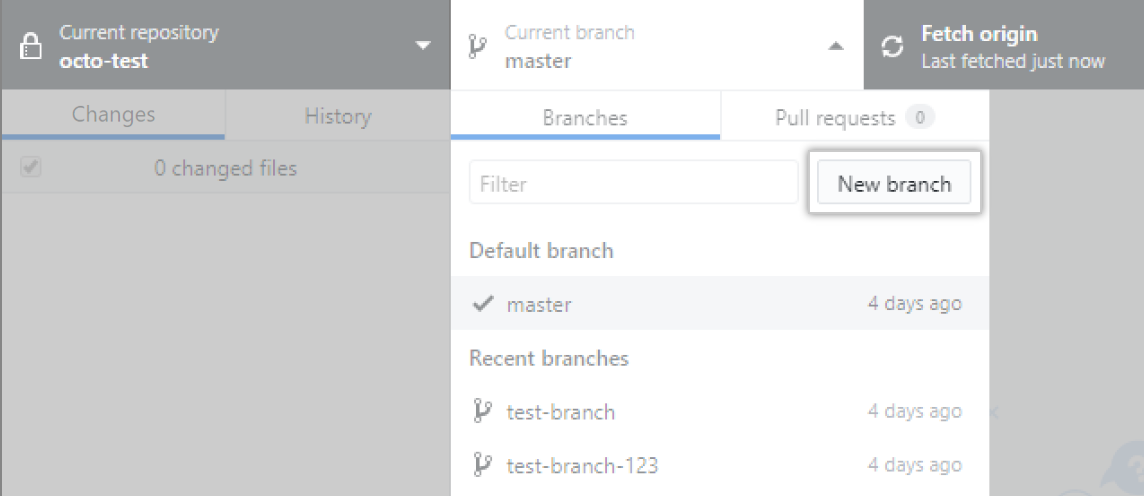 Current repository
octo-test
Current branch
master
Fetch origin
Last fetched just now
Changes
History
Branches
Pull requests 0
0 changed files
Filter
New branch
Default branch
master 4 days ago
Recent branches
test-branch 4 days ago
test-branch-123 4 days ago